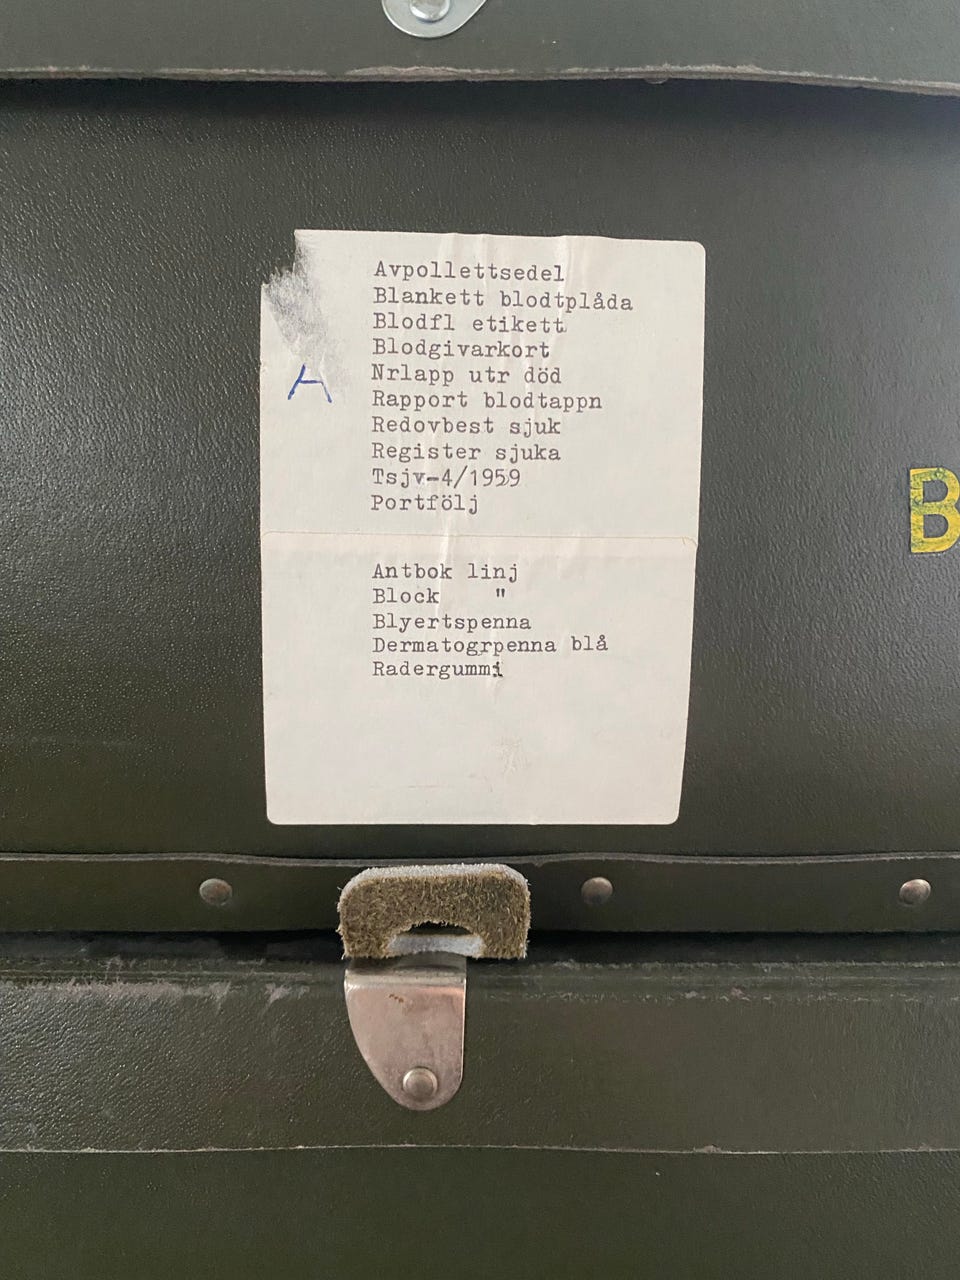 Avpollettsedel
Blankett blodtplåda
Blodfl etikett
Blodgivarkort
A
Nrlapp utr död
Rapport blodtappn
Redovbest sjuk
Register sjuka
Tsjv-4/1959
Portfölj
B
Antbok linj
Block "
Blyertspenna
Dermatogrpenna blå
Radergummi